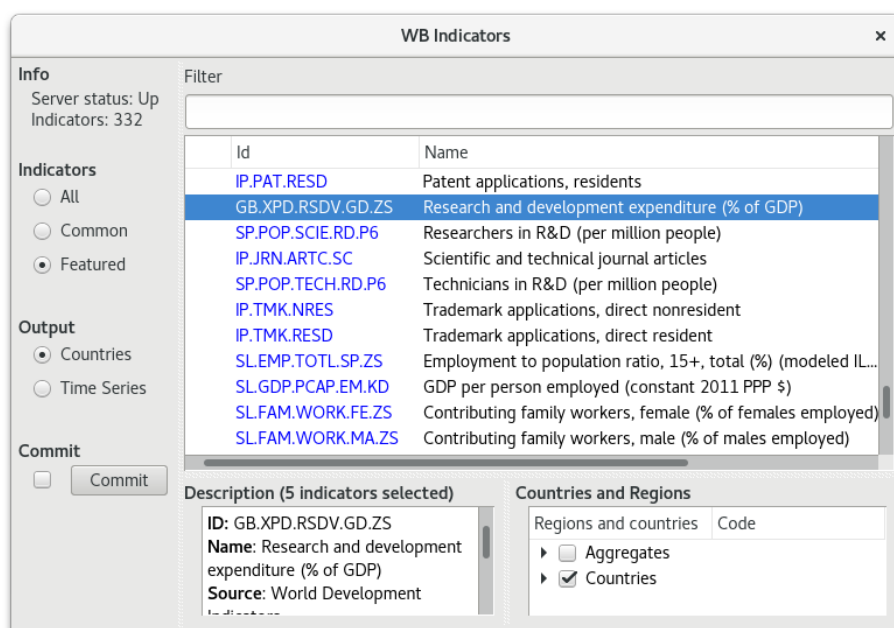 WB Indicators
Info
Server status: Up
Indicators: 332
Indicators
All
Common
Featured
Output
Countries
Time Series
Commit
Commit
Filter
Id Name
IP.PAT.RESD Patent applications, residents
GB.XPD.RSDV.GD.ZS Research and development expenditure (% of GDP)
SP.POP.SCIE.RD.P6 Researchers in R&D (per million people)
IP.JRN.ARTC.SC Scientific and technical journal articles
SP.POP.TECH.RD.P6 Technicians in R&D (per million people)
IP.TMK.NRES Trademark applications, direct nonresident
IP.TMK.RESD Trademark applications, direct resident
SL.EMP.TOTL.SP.ZS Employment to population ratio, 15+, total (%) (modeled IL...
SL.GDP.PCAP.EM.KD GDP per person employed (constant 2011 PPP $)
SL.FAM.WORK.FE.ZS Contributing family workers, female (% of females employed)
SL.FAM.WORK.MA.ZS Contributing family workers, male (% of males employed)
Description (5 indicators selected)
ID: GB.XPD.RSDV.GD.ZS
Name: Research and development
expenditure (% of GDP)
Source: World Development
Countries and Regions
Regions and countries Code
Aggregates
Countries